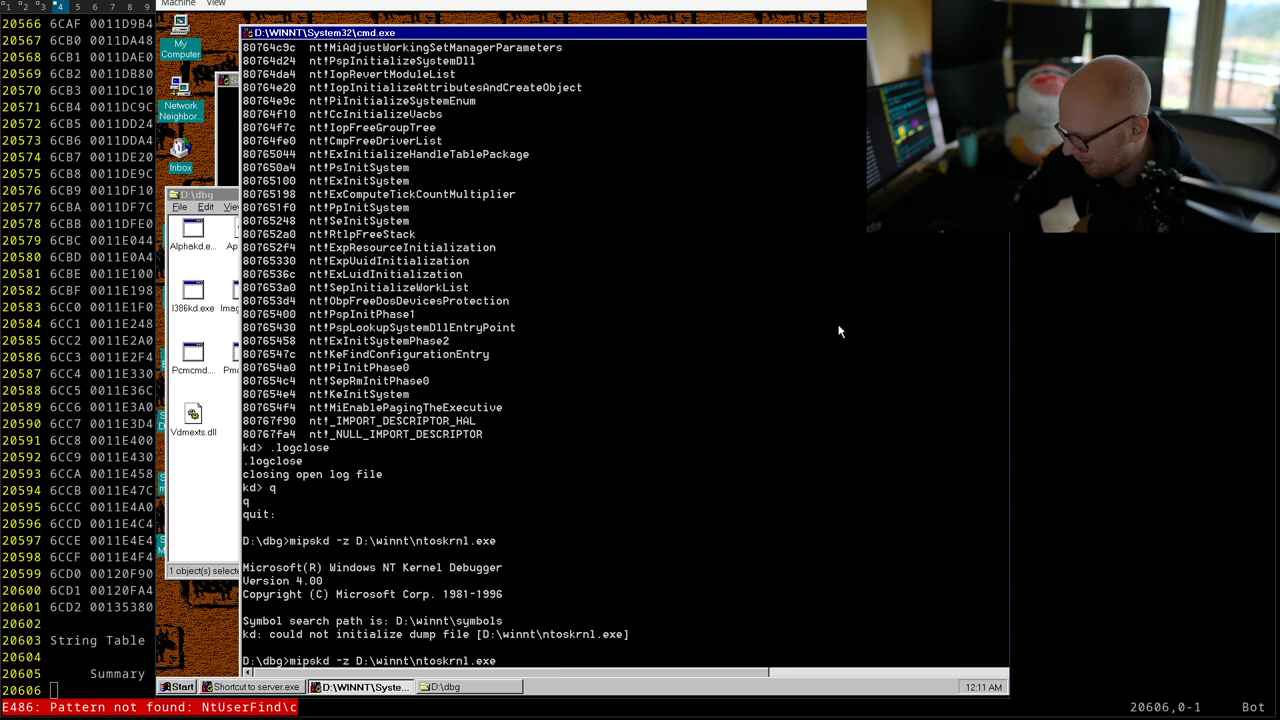 Machine View
1 2 3 4 5 6 7 8 9
20566 6CAF 0011D9B4
20567 6CB0 0011DA48
20568 6CB1 0011DAE0
20569 6CB2 0011DB80
20570 6CB3 0011DC10
20571 6CB4 0011DC9C
20572 6CB5 0011DD24
20573 6CB6 0011DDA4
20574 6CB7 0011DE20
20575 6CB8 0011DE9C
20576 6CB9 0011DF10
20577 6CBA 0011DF7C
20578 6CBB 0011DFE0
20579 6CBC 0011E044
20580 6CBD 0011E0A4
20581 6CBE 0011E100
20582 6CBF 0011E198
20583 6CC0 0011E1F0
20584 6CC1 0011E248
20585 6CC2 0011E2A0
20586 6CC3 0011E2F4
20587 6CC4 0011E330
20588 6CC5 0011E36C
20589 6CC6 0011E3A0
20590 6CC7 0011E3D4
20591 6CC8 0011E400
20592 6CC9 0011E430
20593 6CCA 0011E458
20594 6CCB 0011E47C
20595 6CCC 0011E4A0
20596 6CCD 0011E4C4
20597 6CCE 0011E4E4
20598 6CCF 0011E4F4
20599 6CD0 00120F90
20600 6CD1 00120FA4
20601 6CD2 00135380
20602
20603 String Table
20604
20605 Summary
20606
My
Computer
Network
Neighbor...
Inbox
D:\dbg
File Edit
Alphakd.e...
I386kd.exe
Pcmcmd....
Vdmexts.dll
1 object(s) selecte
D:\WINNT\System32\cmd.exe
80764c9c nt!MiAdjustWorkingSetManagerParameters
80764d24 nt!PspInitializeSystemDll
80764da4 nt!IopRevertModuleList
80764e20 nt!IopInitializeAttributesAndCreateObject
80764e9c nt!PiInitializeSystemEnum
80764f10 nt!CcInitializeVacbs
80764f7c nt!IopFreeGroupTree
80764fe0 nt!CmpFreeDriverList
80765044 nt!ExInitializeHandleTablePackage
807650a4 nt!PsInitSystem
80765100 nt!ExInitSystem
80765198 nt!ExComputeTickCountMultiplier
807651f0 nt!PpInitSystem
80765248 nt!SeInitSystem
807652a0 nt!RtlpFreeStack
807652f4 nt!ExpResourceInitialization
80765330 nt!ExpUuidInitialization
8076536c nt!ExLuidInitialization
807653a0 nt!SepInitializeWorkList
807653d4 nt!ObpFreeDosDevicesProtection
80765400 nt!PspInitPhase1
80765430 nt!PspLookupSystemDllEntryPoint
80765458 nt!ExInitSystemPhase2
8076547c nt!KeFindConfigurationEntry
807654a0 nt!PiInitPhase0
807654c4 nt!SepRmInitPhase0
807654e4 nt!KeInitSystem
807654f4 nt!MiEnablePagingTheExecutive
80767f90 nt!_IMPORT_DESCRIPTOR_HAL
80767fa4 nt!_NULL_IMPORT_DESCRIPTOR
kd> .logclose
.logclose
closing open log file
kd> q
q
quit:
D:\dbg>mipskd -z D:\winnt\ntoskrnl.exe
Microsoft(R) Windows NT Kernel Debugger
Version 4.00
Copyright (C) Microsoft Corp. 1981-1996
Symbol search path is: D:\winnt\symbols
kd: could not initialize dump file [D:\winnt\ntoskrnl.exe]
D:\dbg>mipskd -z D:\winnt\ntoskrnl.exe
Start Shortcut to server.exe D:\WINNT\Syste... D:\dbg 12:11 AM
E486: Pattern not found: NtUserFind\c 20606,0-1 Bot